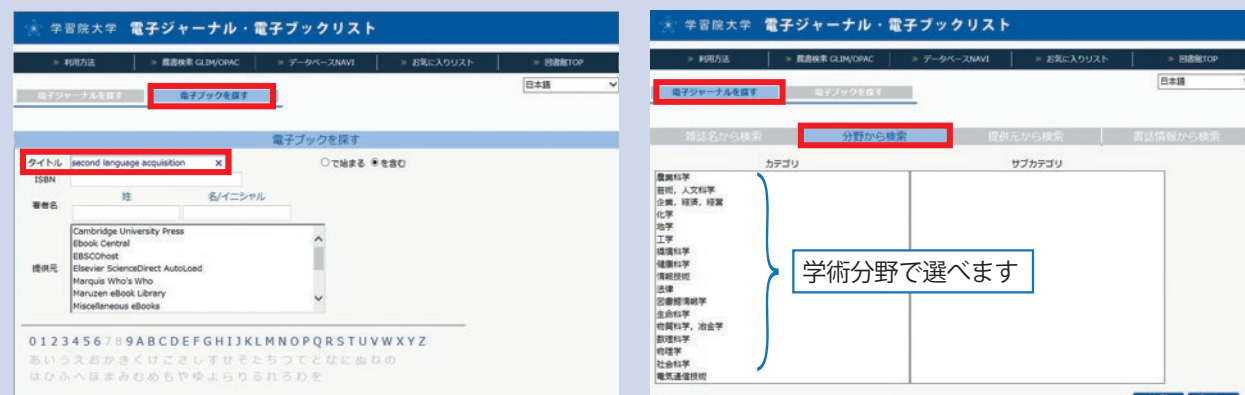 学習院大学 電子ジャーナル・電子ブックリスト
» 利用方法 » 蔵書検索 GLIM/OPAC » データベースNAVI » お気に入りリスト » 図書館TOP
日本語
電子ジャーナルを探す 電子ブックを探す
電子ブックを探す
タイトル second language acquisition × ○で始まる ◉を含む
ISBN
姓 名/イニシャル
著者名
Cambridge University Press
Ebook Central
EBSCOhost
提供元 Elsevier ScienceDirect AutoLoad
Marquis Who's Who
Maruzen eBook Library
Miscellaneous eBooks
0 1 2 3 4 5 6 7 8 9 A B C D E F G H I J K L M N O P Q R S T U V W X Y Z
あ い う え お か き く け こ さ し す せ そ た ち つ て と な に ぬ ね の
は ひ ふ へ ほ ま み む め も や ゆ よ ら り る れ ろ わ を
学習院大学 電子ジャーナル・電子ブックリスト
» 利用方法 » 蔵書検索 GLIM/OPAC » データベースNAVI » お気に入りリスト » 図書館TOP
日本語
電子ジャーナルを探す 電子ブックを探す
雑誌名から検索 分野から検索 提供元から検索 書誌情報から検索
カテゴリ サブカテゴリ
農業科学
芸術，人文科学
企業，経済，経営
化学
地学
工学
環境科学
健康科学
情報技術
法律
図書館情報学
生命科学
物質科学，冶金学
数理科学
物理学
社会科学
電気通信技術
学術分野で選べます